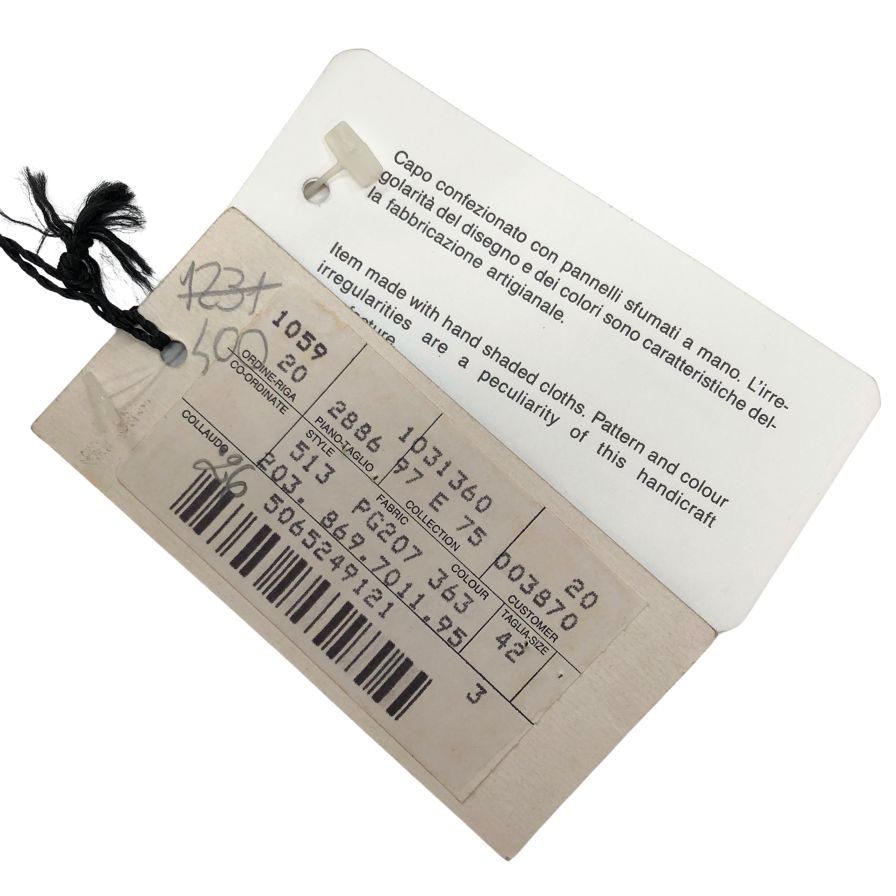 Capo confezionato con pannelli sfumati a mano. L'irre-
golarità del disegno e dei colori sono caratteristiche del-
la fabbricazione artigianale.
Item made with hand shaded cloths. Pattern and colour
irregularities are a peculiarity of this handicraft
1231
400
1059
20
ORDINE-RIGA
CO-ORDINATE
2886 1031360
PIANO-TAGLIO
STYLE
97 E 75
COLLECTION
003870 20
CUSTOMER
COLLAUDO
26
513 PG207 363
FABRIC
COLOUR
TAGLIA-SIZE
42
203. 869.7011.95
3
5065249121